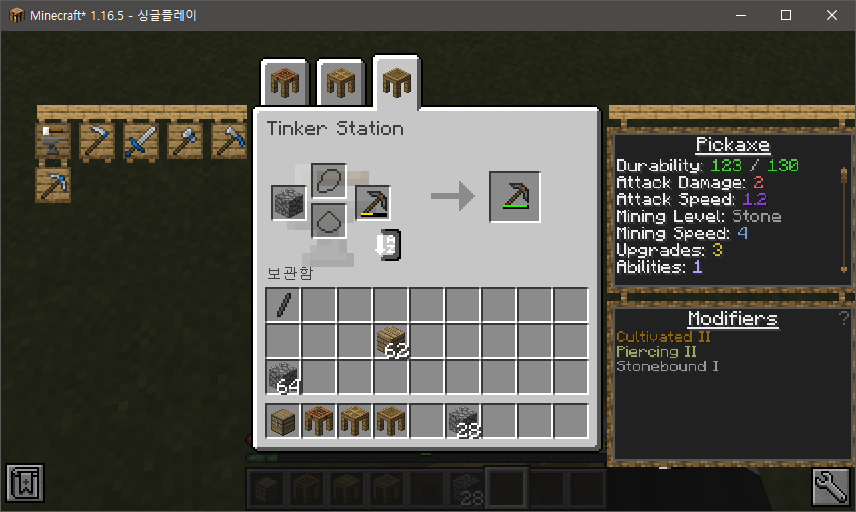 Minecraft* 1.16.5 - 싱글플레이
Tinker Station
보관함
62
64
28
28
Pickaxe
Durability: 123 / 130
Attack Damage: 2
Attack Speed: 1.2
Mining Level: Stone
Mining Speed: 4
Upgrades: 3
Abilities: 1
Modifiers
?
Cultivated II
Piercing II
Stonebound I